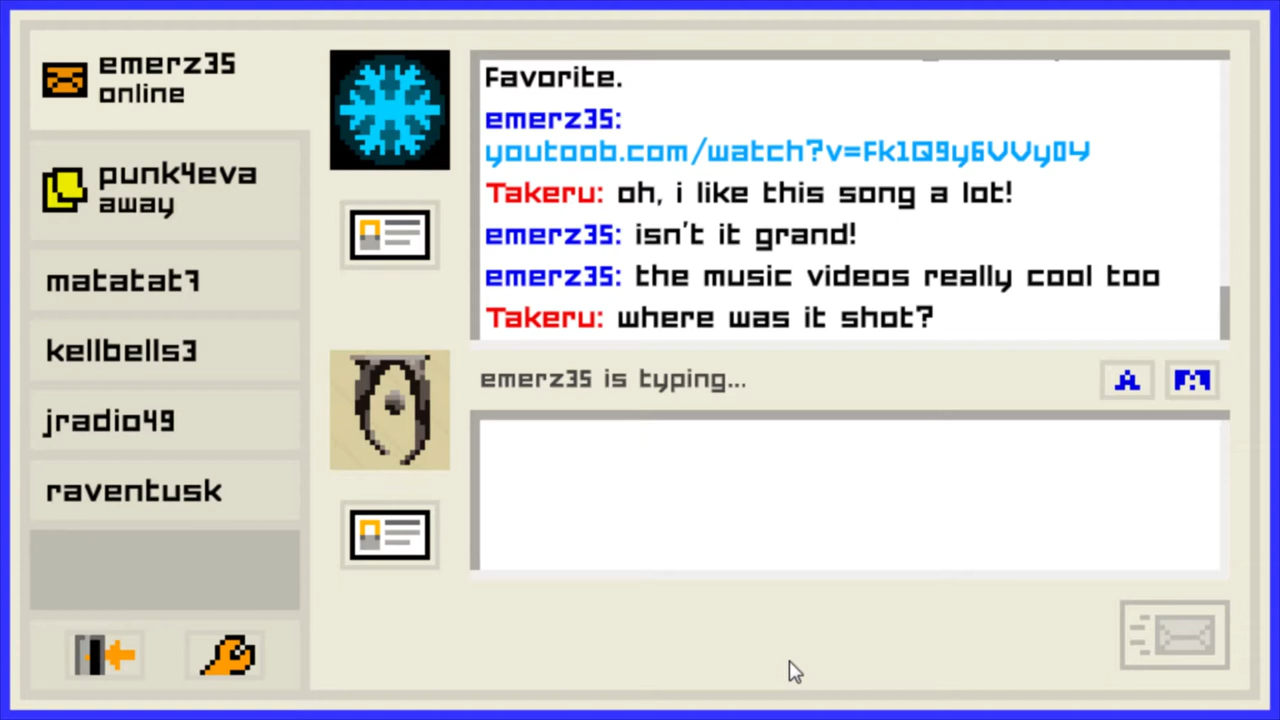 emerz35
online
punk4eva
away
matatat7
kellbells3
jradio49
raventusk
Favorite.
emerz35:
youtoob.com/watch?v=Fk1Q9y6VVy0Y
Takeru: oh, i like this song a lot!
emerz35: isn't it grand!
emerz35: the music videos really cool too
Takeru: where was it shot?
emerz35 is typing...
A